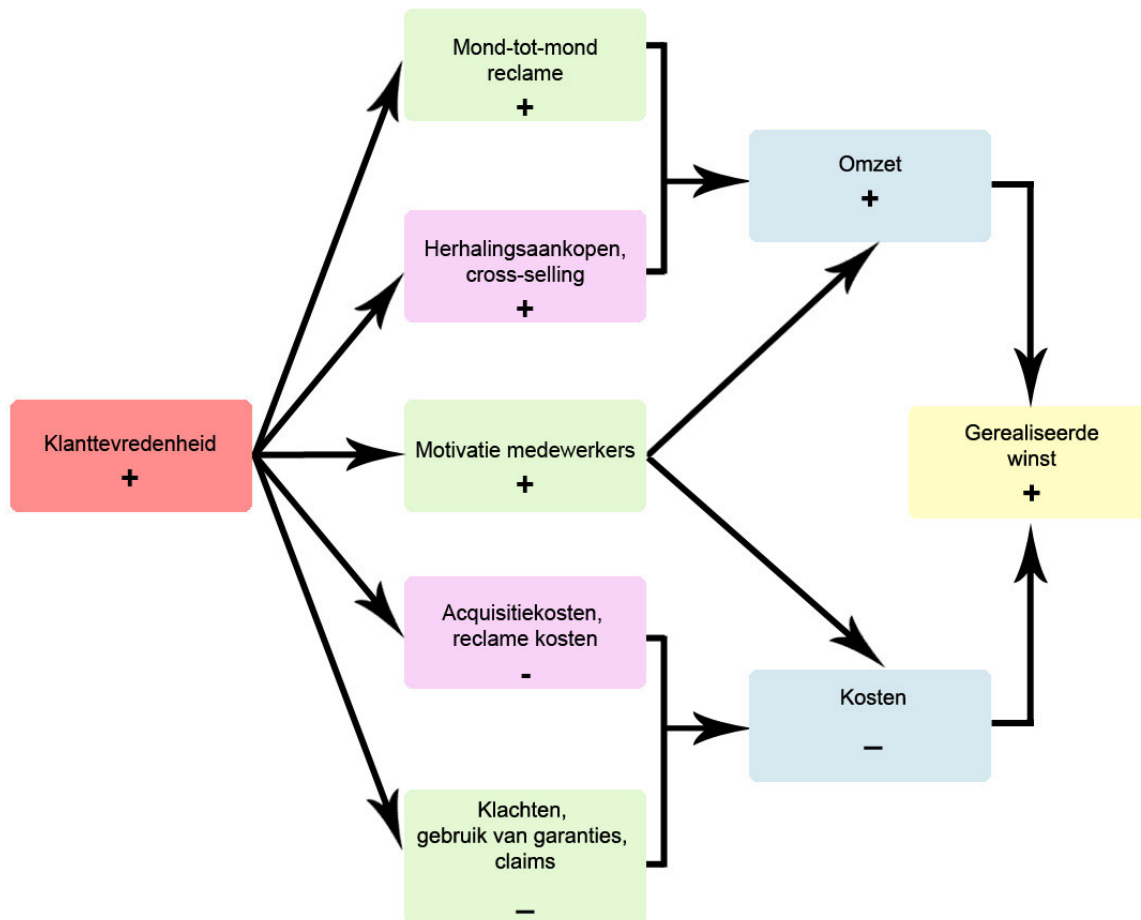 Mond-tot-mond
reclame
+
Herhalingsaankopen,
cross-selling
+
Klanttevredenheid
+
Motivatie medewerkers
+
Acquisitiekosten,
reclame kosten
-
Klachten,
gebruik van garanties,
claims
–
Omzet
+
Kosten
–
Gerealiseerde
winst
+